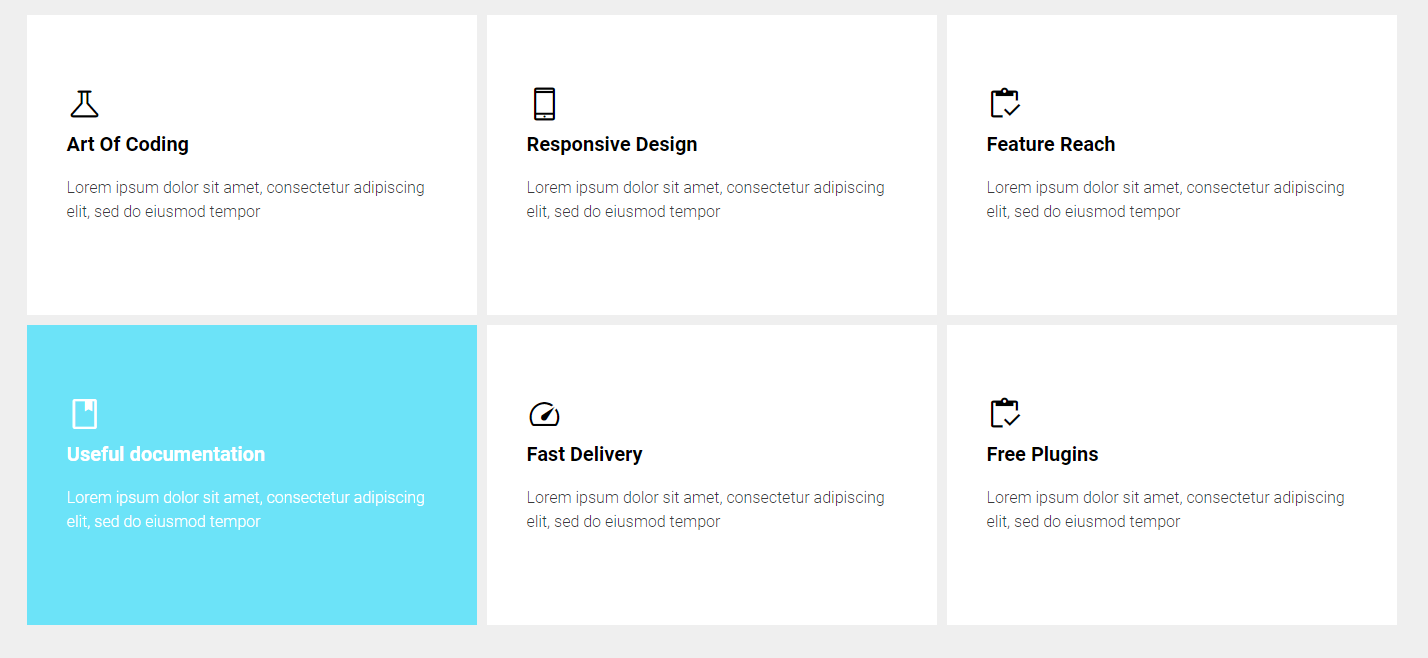 Art Of Coding
Lorem ipsum dolor sit amet, consectetur adipiscing
elit, sed do eiusmod tempor
Responsive Design
Lorem ipsum dolor sit amet, consectetur adipiscing
elit, sed do eiusmod tempor
Feature Reach
Lorem ipsum dolor sit amet, consectetur adipiscing
elit, sed do eiusmod tempor
Useful documentation
Lorem ipsum dolor sit amet, consectetur adipiscing
elit, sed do eiusmod tempor
Fast Delivery
Lorem ipsum dolor sit amet, consectetur adipiscing
elit, sed do eiusmod tempor
Free Plugins
Lorem ipsum dolor sit amet, consectetur adipiscing
elit, sed do eiusmod tempor